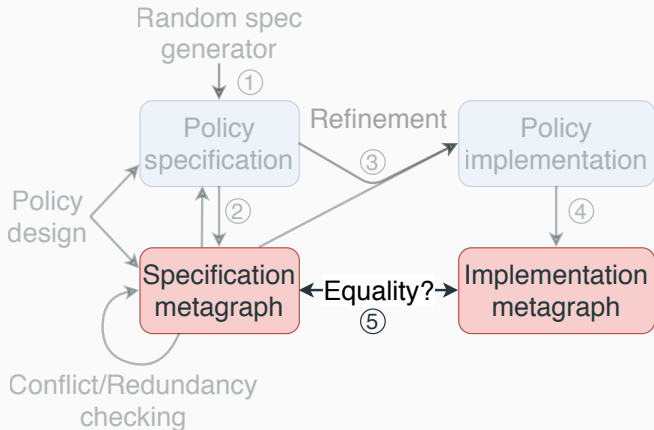 Random spec
generator
①
Policy
specification
Refinement
Policy
implementation
③
Policy
design
②
④
Specification
metagraph
Equality?
⑤
Implementation
metagraph
Conflict/Redundancy
checking